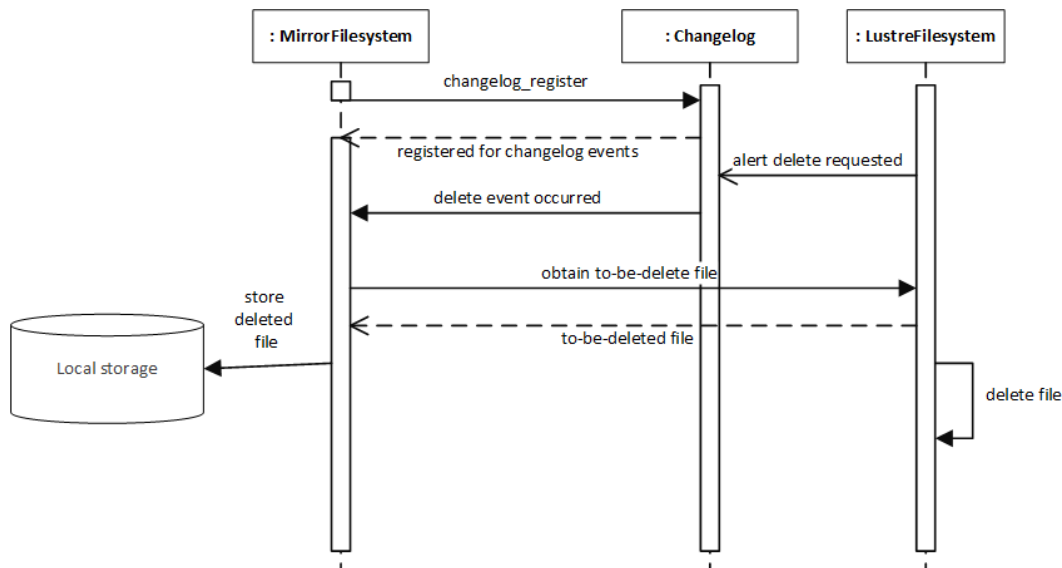 : MirrorFilesystem
: Changelog
: LustreFilesystem
changelog_register
registered for changelog events
alert delete requested
delete event occurred
obtain to-be-delete file
store
deleted
file
to-be-deleted file
Local storage
delete file